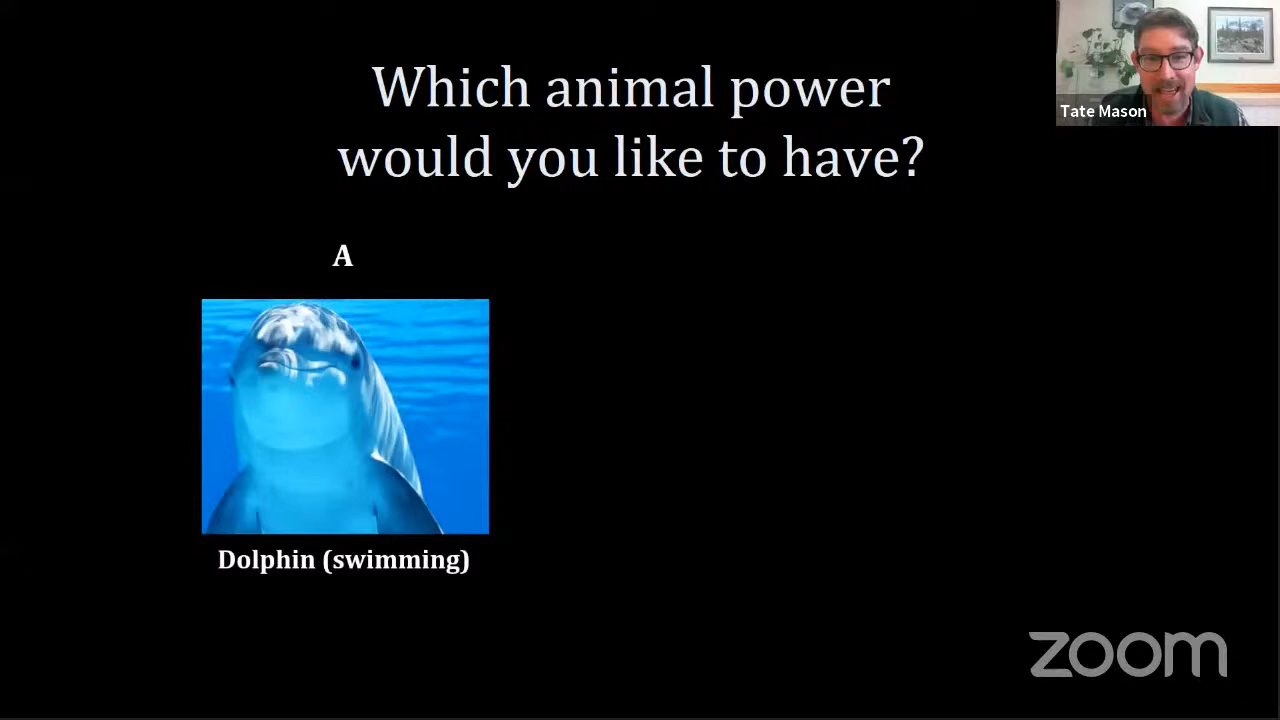 Which animal power
would you like to have?
Tate Mason
A
Dolphin (swimming)
zoom